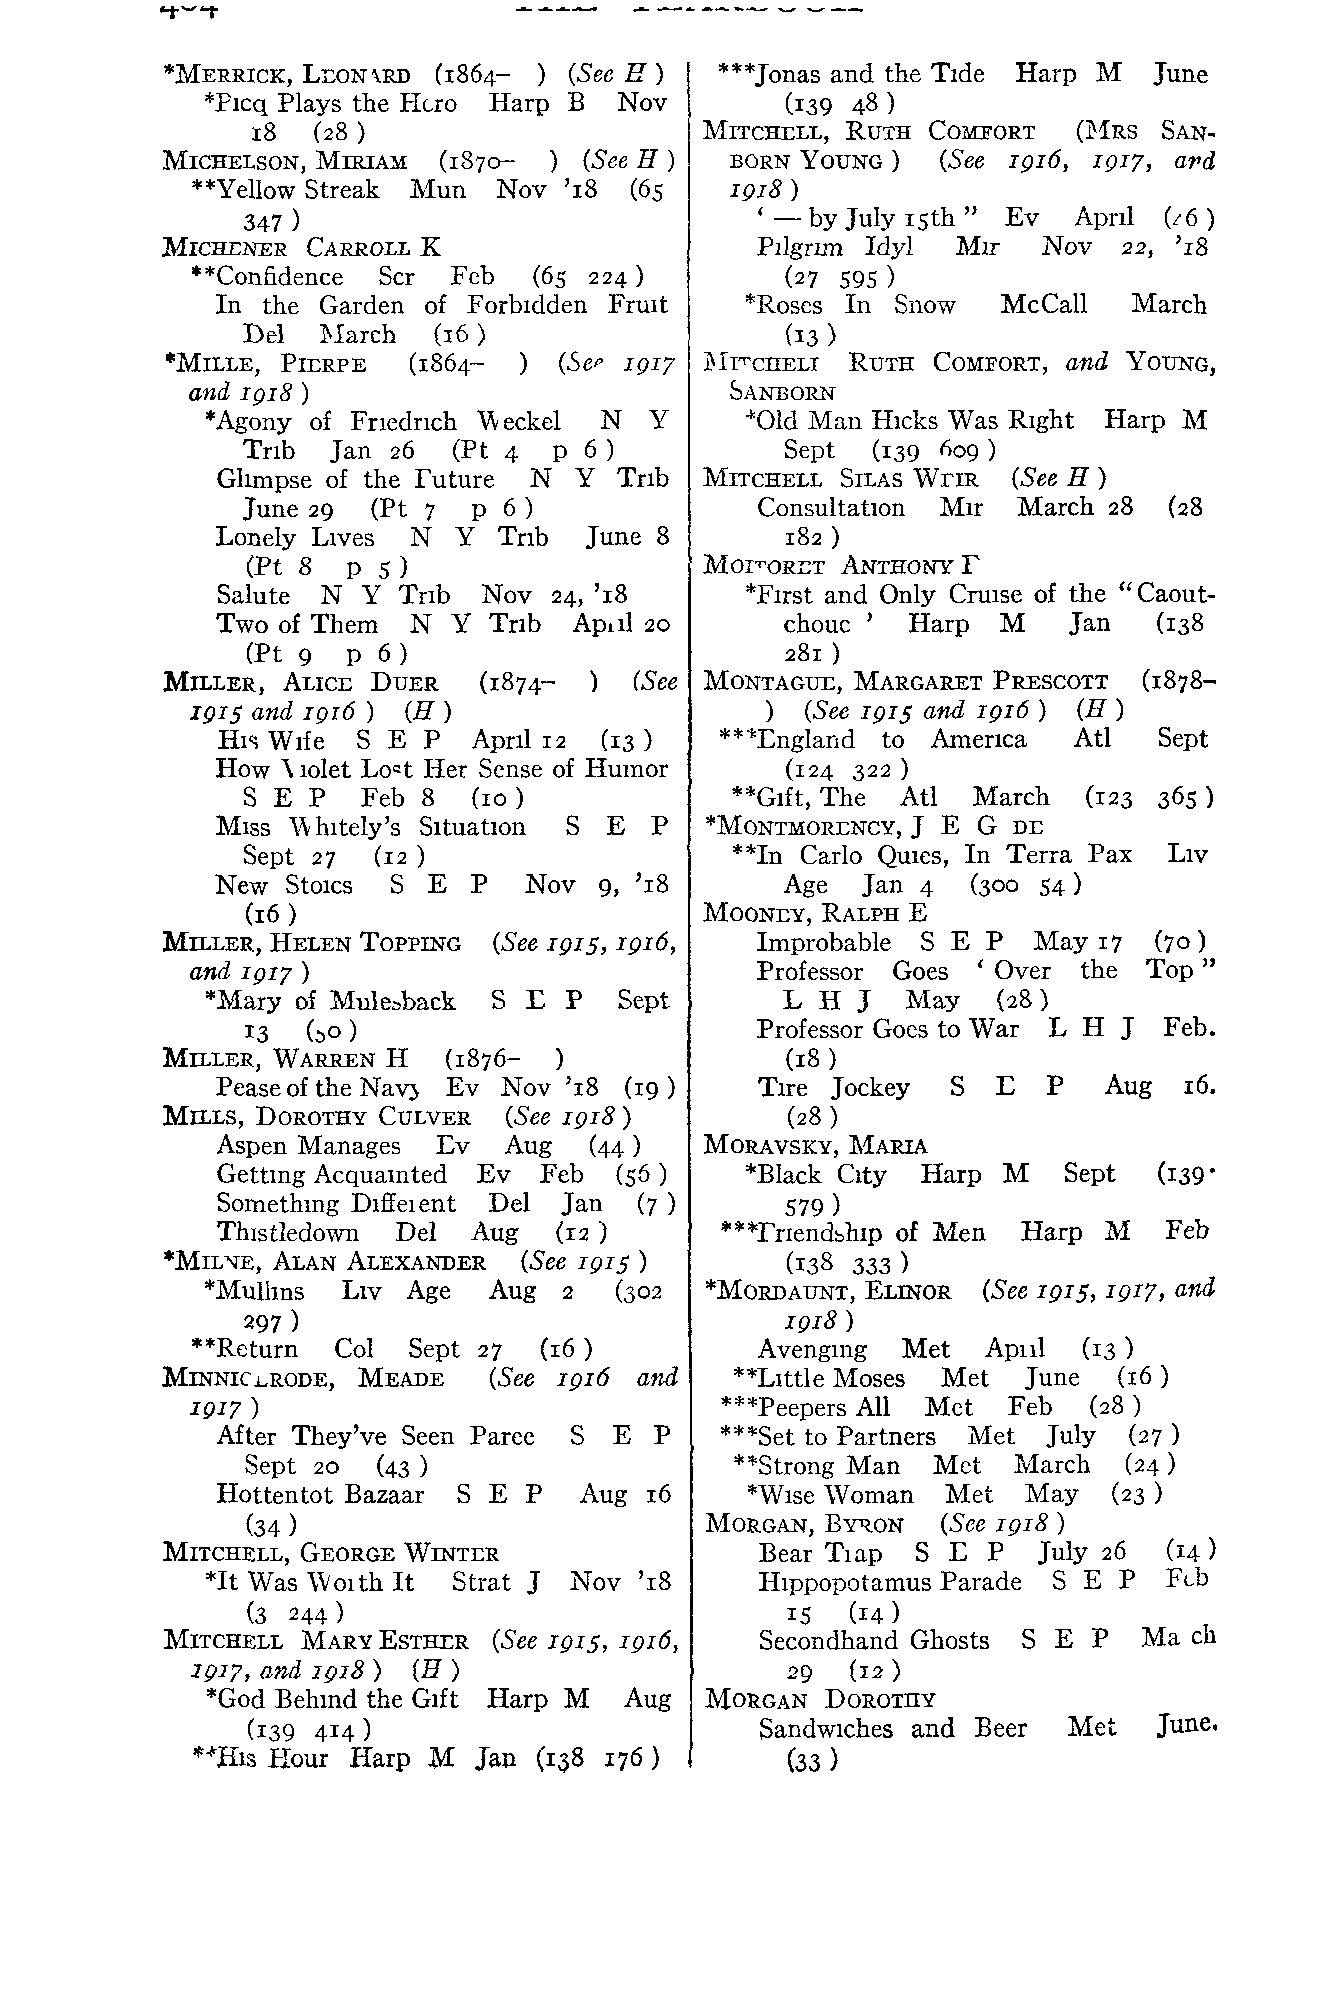 *MERRICK, LEONARD (1864– ) (See H )
*Picq Plays the Hero Harp B Nov
18 (28 )
MICHELSON, MIRIAM (1870– ) (See H )
**Yellow Streak Mun Nov '18 (65
347 )
MICHENER CARROLL K
**Confidence Scr Feb (65 224 )
In the Garden of Forbidden Fruit
Del March (16 )
*MILLE, PIERRE (1864– ) (See 1917
and 1918 )
*Agony of Friedrich Weckel N Y
Trib Jan 26 (Pt 4 p 6 )
Glimpse of the Future N Y Trib
June 29 (Pt 7 p 6 )
Lonely Lives N Y Trib June 8
(Pt 8 p 5 )
Salute N Y Trib Nov 24, '18
Two of Them N Y Trib April 20
(Pt 9 p 6 )
MILLER, ALICE DUER (1874– ) (See
1915 and 1916 ) (H )
His Wife S E P April 12 (13 )
How Violet Lost Her Sense of Humor
S E P Feb 8 (10 )
Miss Whitely's Situation S E P
Sept 27 (12 )
New Stoics S E P Nov 9, '18
(16 )
MILLER, HELEN TOPPING (See 1915, 1916,
and 1917 )
*Mary of Mulesback S E P Sept
13 ( )
MILLER, WARREN H (1876– )
Pease of the Navy Ev Nov '18 (19 )
MILLS, DOROTHY CULVER (See 1918 )
Aspen Manages Ev Aug (44 )
Getting Acquainted Ev Feb (56 )
Something Different Del Jan (7 )
Thistledown Del Aug (12 )
*MILNE, ALAN ALEXANDER (See 1915 )
*Mullins Liv Age Aug 2 (302
297 )
**Return Col Sept 27 (16 )
MINNIGERODE, MEADE (See 1916 and
1917 )
After They've Seen Paree S E P
Sept 20 (43 )
Hottentot Bazaar S E P Aug 16
(34 )
MITCHELL, GEORGE WINTER
*It Was Worth It Strat J Nov '18
(3 244 )
MITCHELL MARY ESTHER (See 1915, 1916,
1917, and 1918 ) (H )
*God Behind the Gift Harp M Aug
(139 414 )
**His Hour Harp M Jan (138 176 )
***Jonas and the Tide Harp M June
(139 48 )
MITCHELL, RUTH COMFORT (MRS SAN-
BORN YOUNG ) (See 1916, 1917, and
1918 )
‘ — by July 15th ” Ev April ( )
Pilgrim Idyl Mir Nov 22, '18
(27 595 )
*Roses In Snow McCall March
(13 )
MITCHELL RUTH COMFORT, and YOUNG,
SANBORN
*Old Man Hicks Was Right Harp M
Sept (139 609 )
MITCHELL SILAS WEIR (See H )
Consultation Mir March 28 (28
182 )
MOITORET ANTHONY F
*First and Only Cruise of the “Caout-
chouc ’ Harp M Jan (138
281 )
MONTAGUE, MARGARET PRESCOTT (1878–
) (See 1915 and 1916 ) (H )
***England to America Atl Sept
(124 322 )
**Gift, The Atl March (123 365 )
*MONTMORENCY, J E G DE
**In Carlo Quies, In Terra Pax Liv
Age Jan 4 (300 54 )
MOONEY, RALPH E
Improbable S E P May 17 (70 )
Professor Goes ‘ Over the Top ”
L H J May (28 )
Professor Goes to War L H J Feb.
(18 )
Tire Jockey S E P Aug 16.
(28 )
MORAVSKY, MARIA
*Black City Harp M Sept (139·
579 )
***Friendship of Men Harp M Feb
(138 333 )
*MORDAUNT, ELINOR (See 1915, 1917, and
1918 )
Avenging Met April (13 )
**Little Moses Met June (16 )
***Peepers All Met Feb (28 )
***Set to Partners Met July (27 )
**Strong Man Met March (24 )
*Wise Woman Met May (23 )
MORGAN, BYRON (See 1918 )
Bear Trap S E P July 26 (14 )
Hippopotamus Parade S E P Feb
15 (14 )
Secondhand Ghosts S E P March
29 (12 )
MORGAN DOROTHY
Sandwiches and Beer Met June.
(33 )